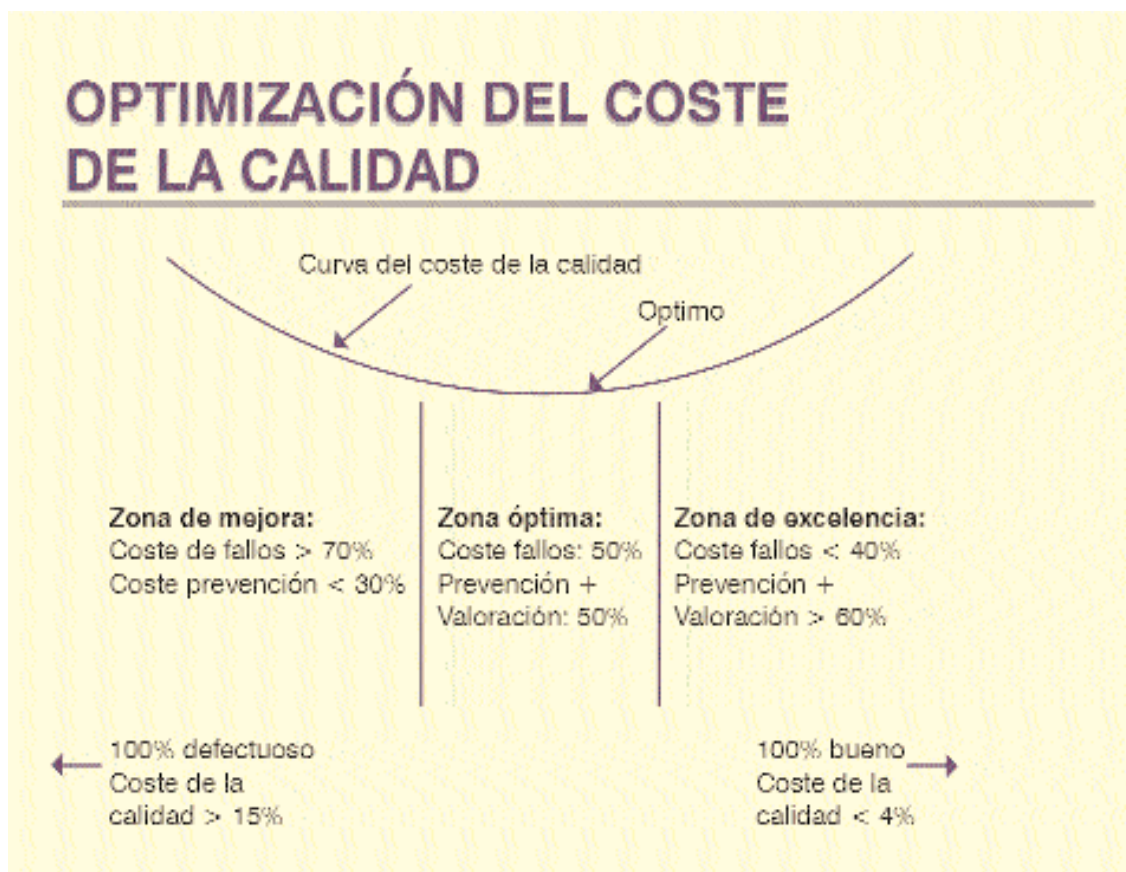 OPTIMIZACIÓN DEL COSTE
DE LA CALIDAD
Curva del coste de la calidad
Optimo
Zona de mejora:
Coste de fallos > 70%
Coste prevención < 30%
Zona óptima:
Coste fallos: 50%
Prevención +
Valoración: 50%
Zona de excelencia:
Coste fallos < 40%
Prevención +
Valoración > 60%
100% defectuoso
Coste de la
calidad > 15%
100% bueno
Coste de la
calidad < 4%